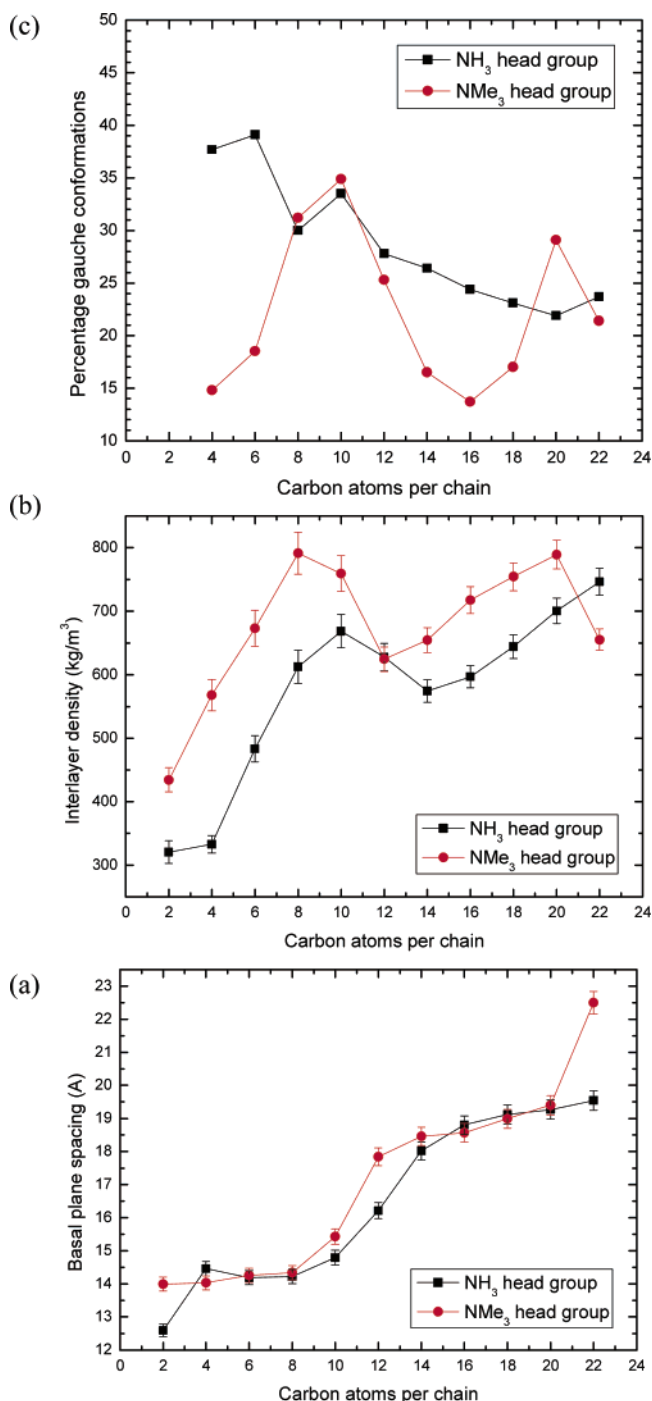 (c)
50
45
40
35
30
25
20
15
10
Percentage gauche conformations
NH3 head group
NMe3 head group
0 2 4 6 8 10 12 14 16 18 20 22 24
Carbon atoms per chain
(b)
800
700
600
500
400
300
Interlayer density (kg/m³)
NH3 head group
NMe3 head group
0 2 4 6 8 10 12 14 16 18 20 22 24
Carbon atoms per chain
(a)
23
22
21
20
19
18
17
16
15
14
13
12
Basal plane spacing (A)
NH3 head group
NMe3 head group
0 2 4 6 8 10 12 14 16 18 20 22 24
Carbon atoms per chain